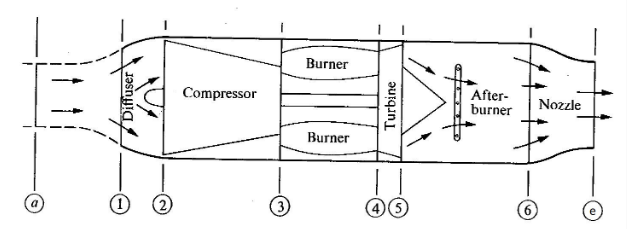 Diffuser
Compressor
Burner
Burner
Turbine
After-
burner
Nozzle
a
1
2
3
4
5
6
e